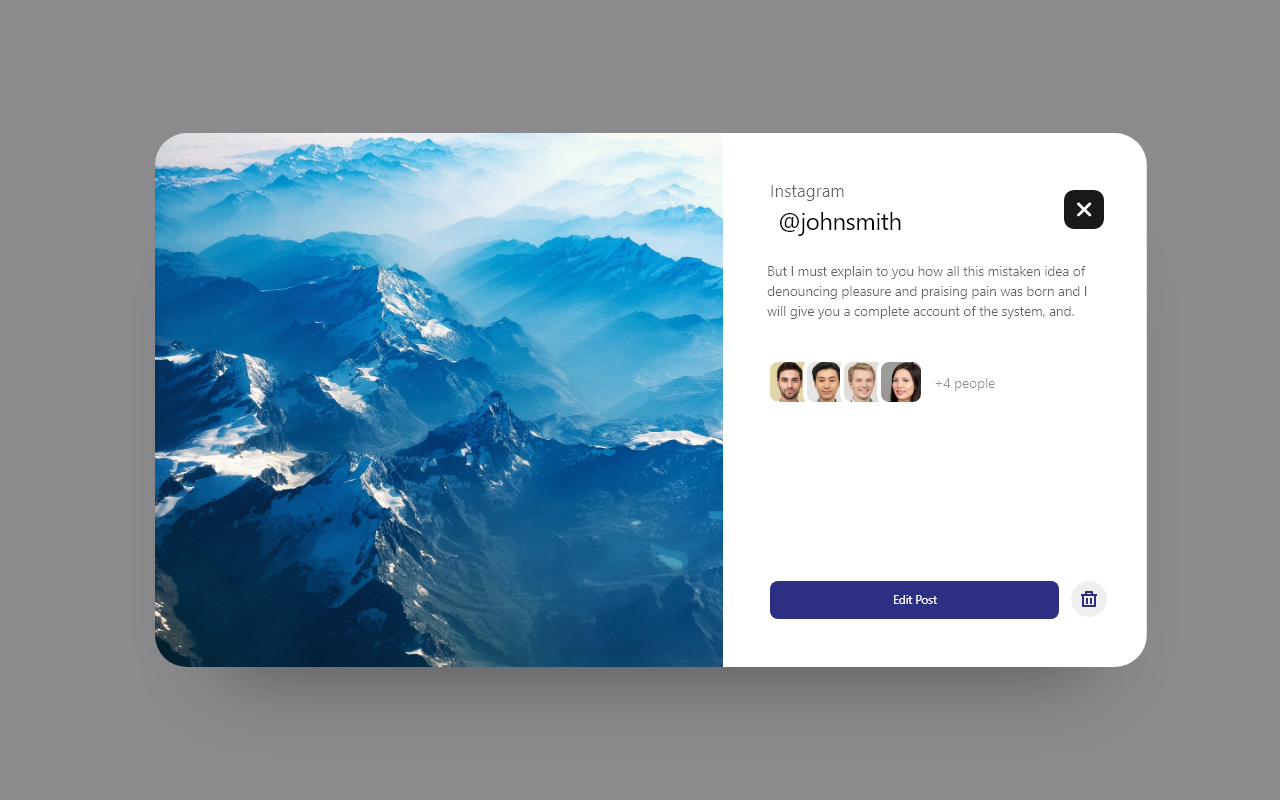 Instagram
@johnsmith
But I must explain to you how all this mistaken idea of
denouncing pleasure and praising pain was born and I
will give you a complete account of the system, and.
+4 people
Edit Post